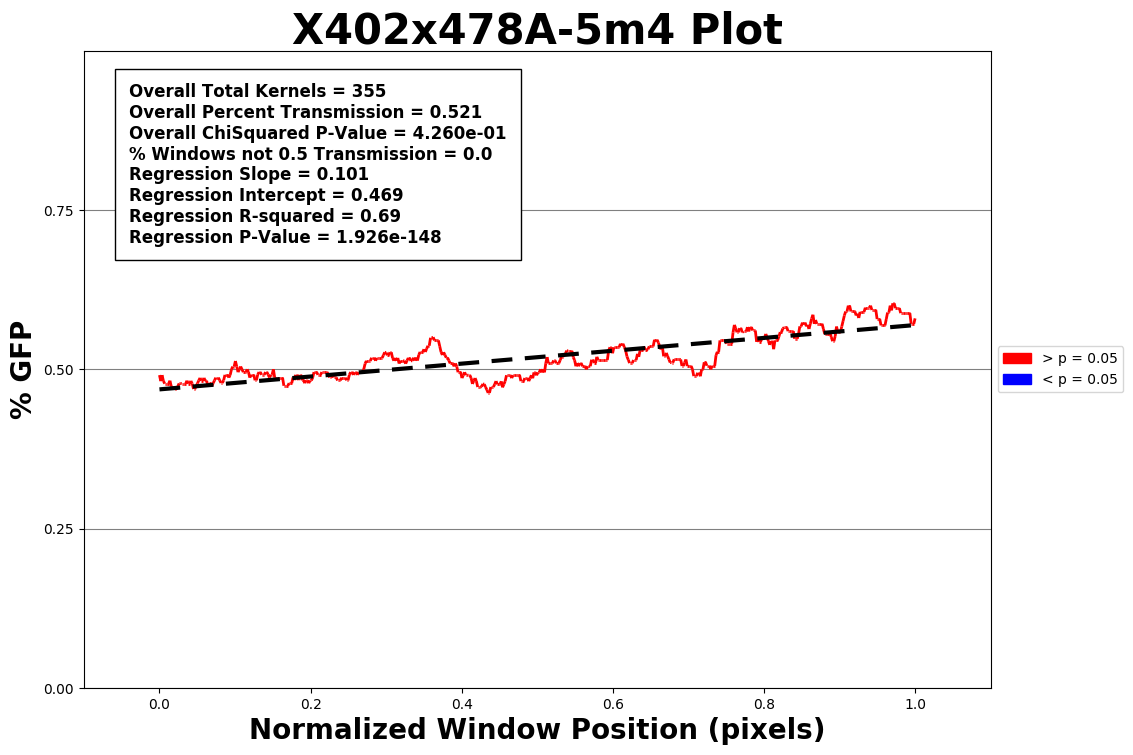 X402x478A-5m4 Plot
Overall Total Kernels = 355
Overall Percent Transmission = 0.521
Overall ChiSquared P-Value = 4.260e-01
% Windows not 0.5 Transmission = 0.0
Regression Slope = 0.101
Regression Intercept = 0.469
Regression R-squared = 0.69
Regression P-Value = 1.926e-148
% GFP
0.75
0.50
0.25
0.00
0.0 0.2 0.4 0.6 0.8 1.0
Normalized Window Position (pixels)
> p = 0.05
< p = 0.05